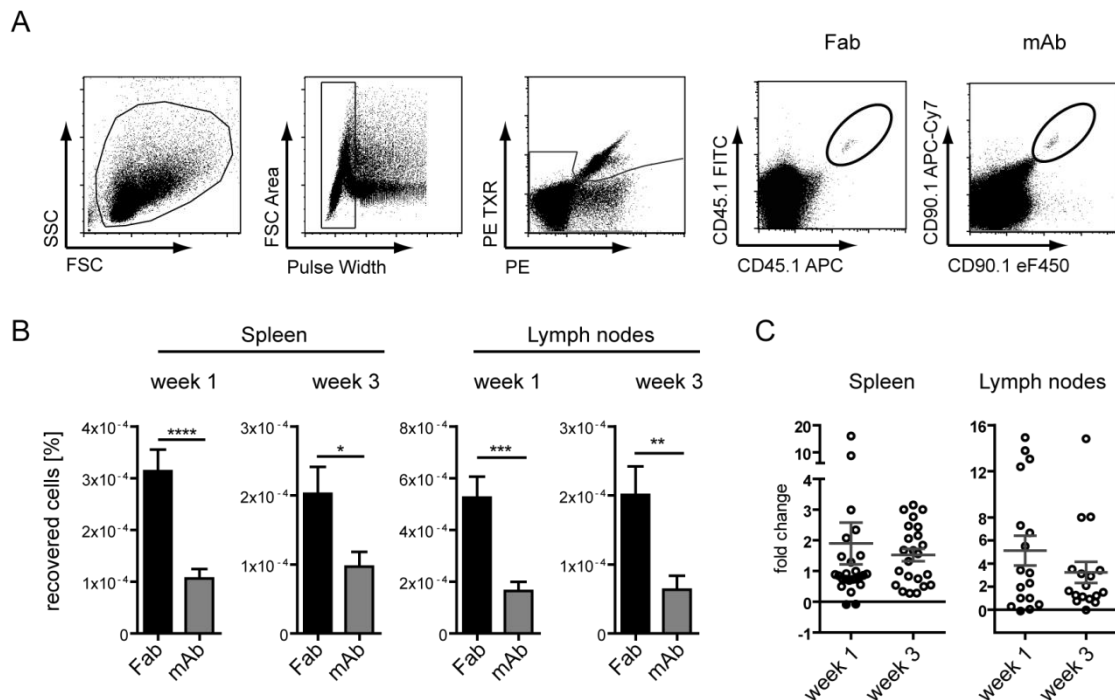 A
Fab mAb
SSC
FSC
FSC Area
Pulse Width
PE TXR
PE
CD45.1 FITC
CD45.1 APC
CD90.1 APC-Cy7
CD90.1 eF450
B
Spleen Lymph nodes
week 1 week 3 week 1 week 3
recovered cells [%]
4x10⁻⁴
3x10⁻⁴
2x10⁻⁴
1x10⁻⁴
0
****
Fab mAb
3x10⁻⁴
2x10⁻⁴
1x10⁻⁴
0
*
Fab mAb
8x10⁻⁴
6x10⁻⁴
4x10⁻⁴
2x10⁻⁴
0
***
Fab mAb
3x10⁻⁴
2x10⁻⁴
1x10⁻⁴
0
**
Fab mAb
C
Spleen Lymph nodes
fold change
20
15
10
5
4
3
2
1
0
-1
week 1 week 3
16
12
8
6
4
2
0
week 1 week 3